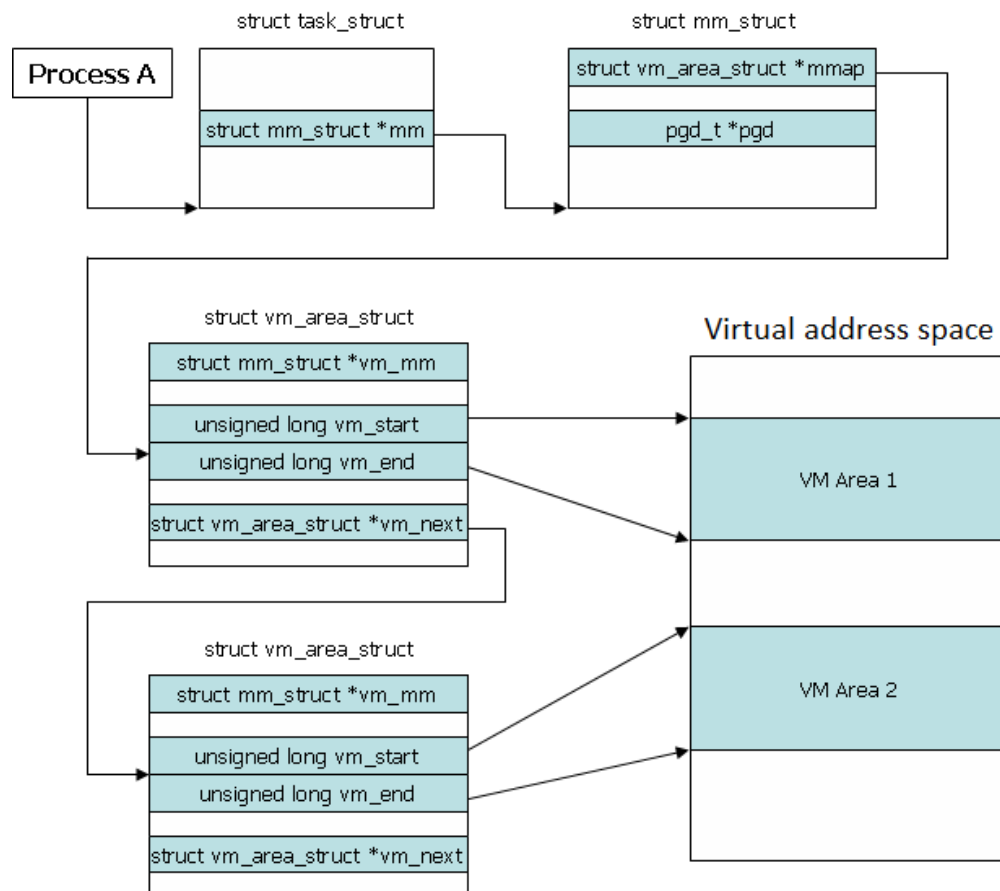 struct task_struct
struct mm_struct
Process A
struct vm_area_struct *mmap
struct mm_struct *mm
pgd_t *pgd
struct vm_area_struct
Virtual address space
struct mm_struct *vm_mm
unsigned long vm_start
unsigned long vm_end
struct vm_area_struct *vm_next
VM Area 1
struct vm_area_struct
struct mm_struct *vm_mm
unsigned long vm_start
unsigned long vm_end
struct vm_area_struct *vm_next
VM Area 2